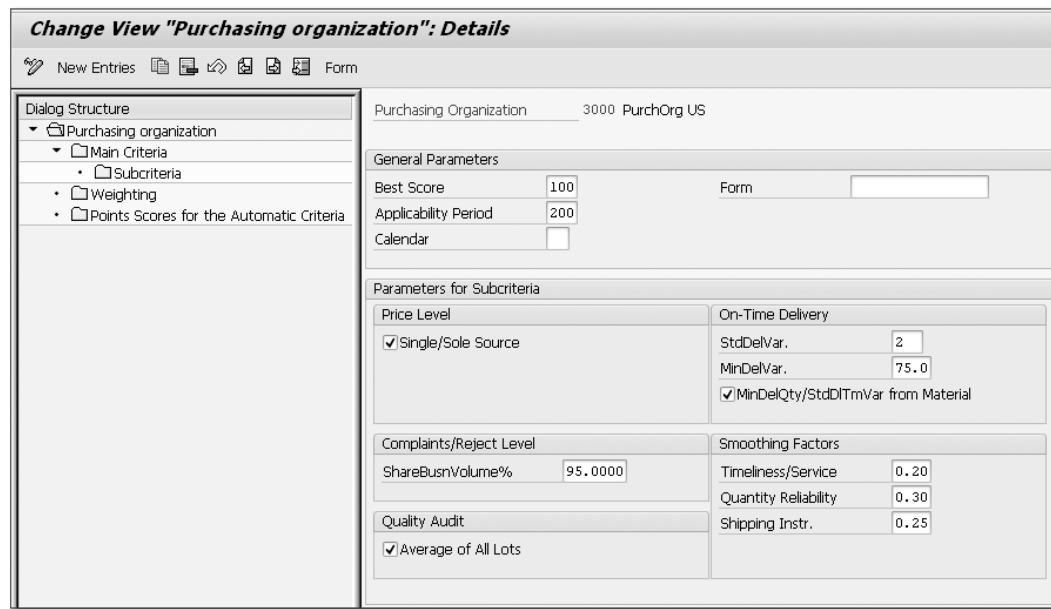 Change View "Purchasing organization": Details
New Entries Form
Dialog Structure
Purchasing organization
Main Criteria
Subcriteria
Weighting
Points Scores for the Automatic Criteria
Purchasing Organization 3000 PurchOrg US
General Parameters
Best Score 100 Form
Applicability Period 200
Calendar
Parameters for Subcriteria
Price Level
Single/Sole Source
On-Time Delivery
StdDelVar. 2
MinDelVar. 75.0
MinDelQty/StdDlTmVar from Material
Complaints/Reject Level
ShareBusnVolume% 95.0000
Smoothing Factors
Timeliness/Service 0.20
Quantity Reliability 0.30
Shipping Instr. 0.25
Quality Audit
Average of All Lots